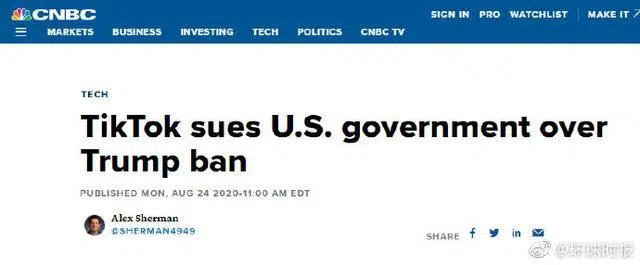 CNBC
SIGN IN PRO WATCHLIST MAKE IT
MARKETS BUSINESS INVESTING TECH POLITICS CNBC TV
TECH
TikTok sues U.S. government over
Trump ban
PUBLISHED MON, AUG 24 2020•11:00 AM EDT
Alex Sherman
@SHERMAN4949
SHARE f in
@环球时报